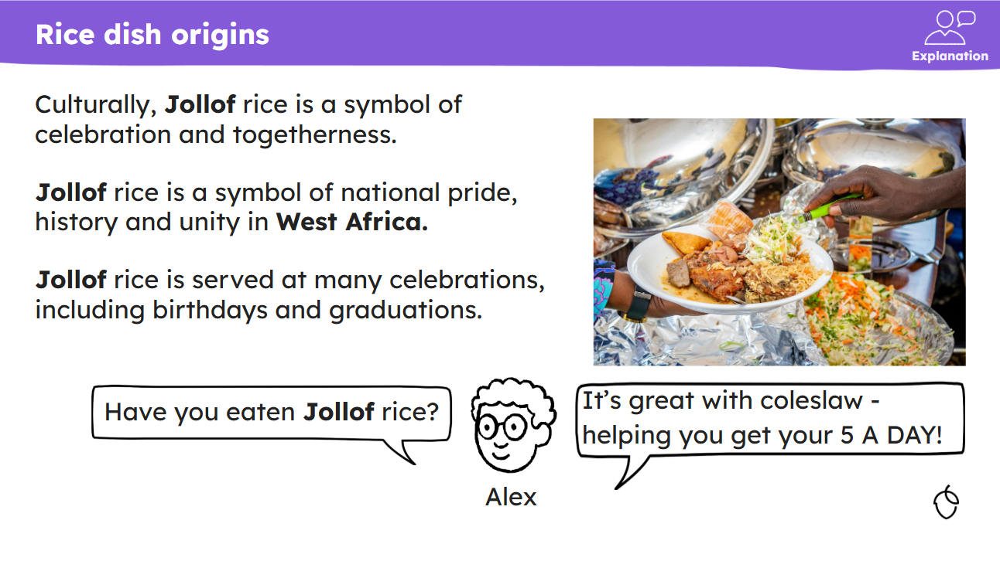 Rice dish origins
Explanation
Culturally, Jollof rice is a symbol of
celebration and togetherness.
Jollof rice is a symbol of national pride,
history and unity in West Africa.
Jollof rice is served at many celebrations,
including birthdays and graduations.
Have you eaten Jollof rice?
It’s great with coleslaw -
helping you get your 5 A DAY!
Alex